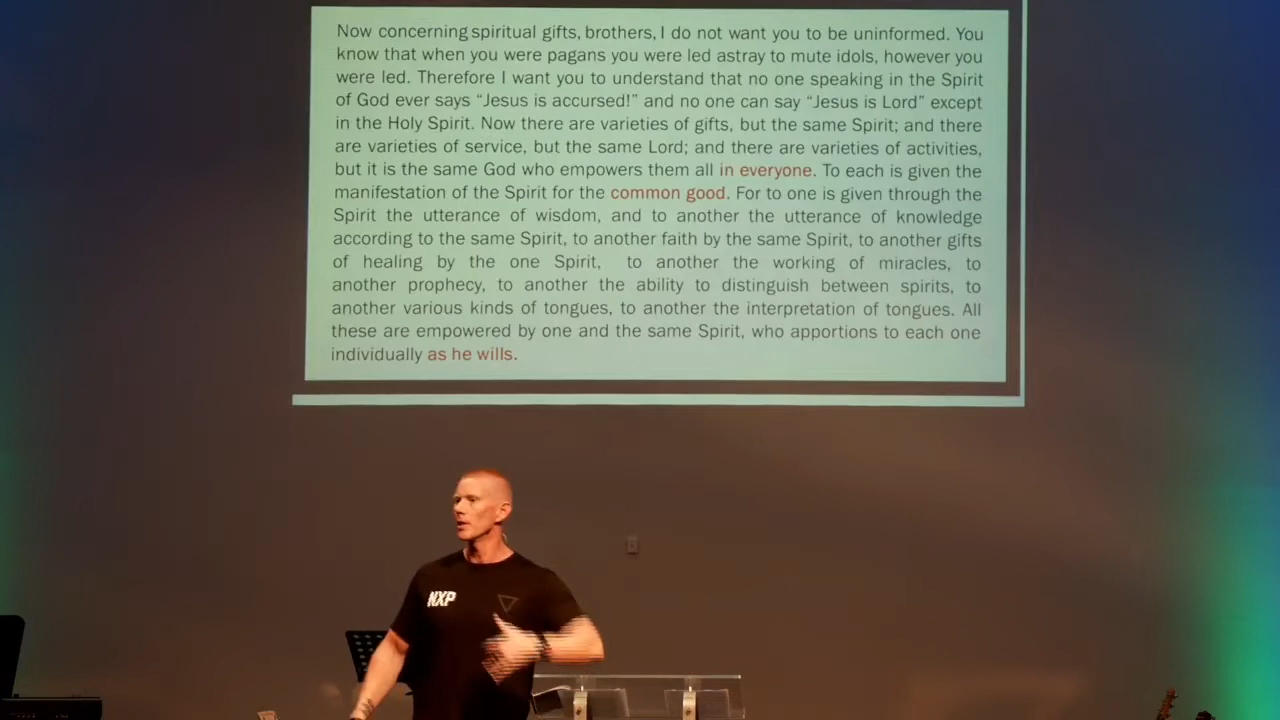 Now concerning spiritual gifts, brothers, I do not want you to be uninformed. You
know that when you were pagans you were led astray to mute idols, however you
were led. Therefore I want you to understand that no one speaking in the Spirit
of God ever says “Jesus is accursed!” and no one can say “Jesus is Lord” except
in the Holy Spirit. Now there are varieties of gifts, but the same Spirit; and there
are varieties of service, but the same Lord; and there are varieties of activities,
but it is the same God who empowers them all in everyone. To each is given the
manifestation of the Spirit for the common good. For to one is given through the
Spirit the utterance of wisdom, and to another the utterance of knowledge
according to the same Spirit, to another faith by the same Spirit, to another gifts
of healing by the one Spirit, to another the working of miracles, to
another prophecy, to another the ability to distinguish between spirits, to
another various kinds of tongues, to another the interpretation of tongues. All
these are empowered by one and the same Spirit, who apportions to each one
individually as he wills.
NXP